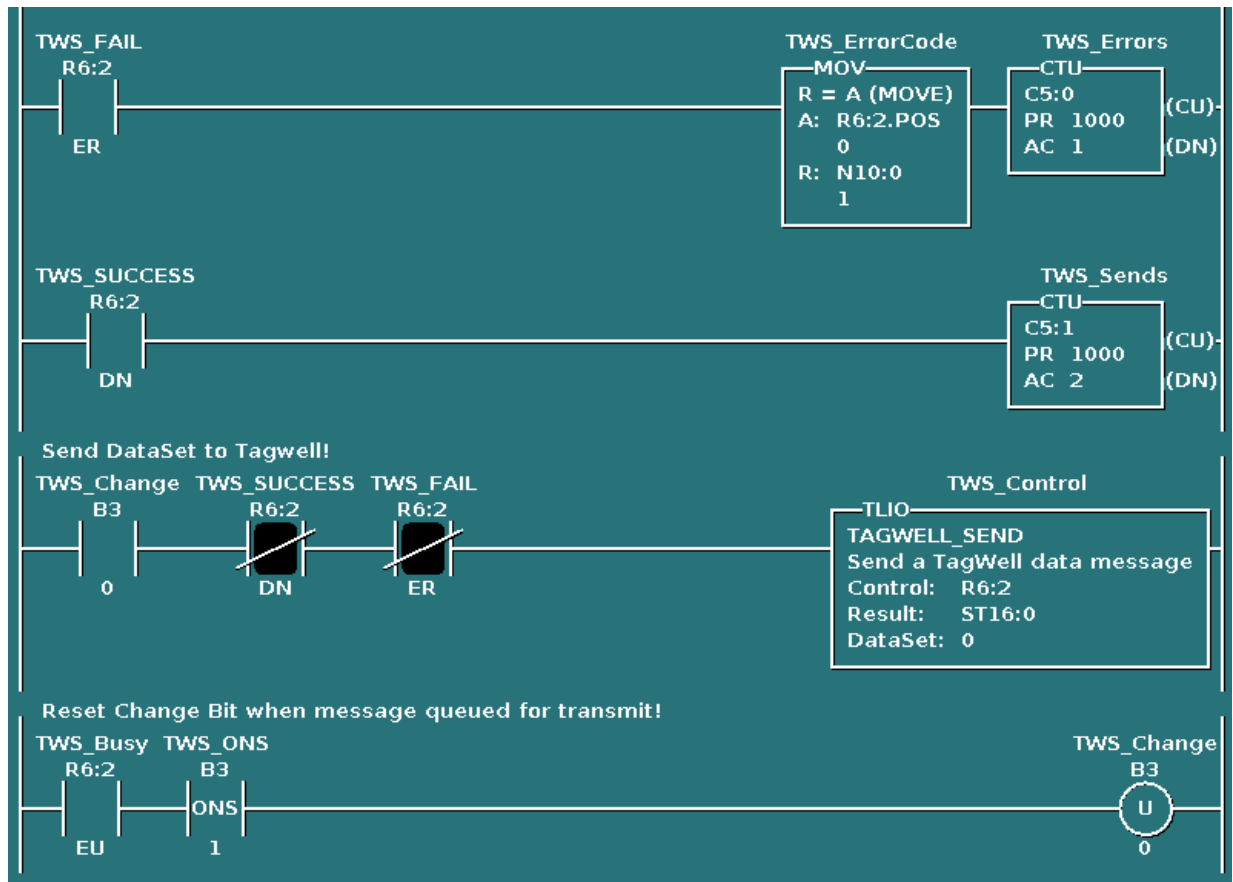 TWS_FAIL TWS_ErrorCode TWS_Errors
R6:2 MOV CTU
R = A (MOVE) C5:0
A: R6:2.POS PR 1000 (CU)
ER 0 AC 1 (DN)
R: N10:0
1
TWS_SUCCESS TWS_Sends
R6:2 CTU
C5:1
PR 1000 (CU)
DN AC 2 (DN)
Send DataSet to Tagwell!
TWS_Change TWS_SUCCESS TWS_FAIL TWS_Control
B3 R6:2 R6:2 TLIO
TAGWELL_SEND
Send a TagWell data message
0 DN ER Control: R6:2
Result: ST16:0
DataSet: 0
Reset Change Bit when message queued for transmit!
TWS_Busy TWS_ONS TWS_Change
R6:2 B3 B3
ONS U
EU 1 0